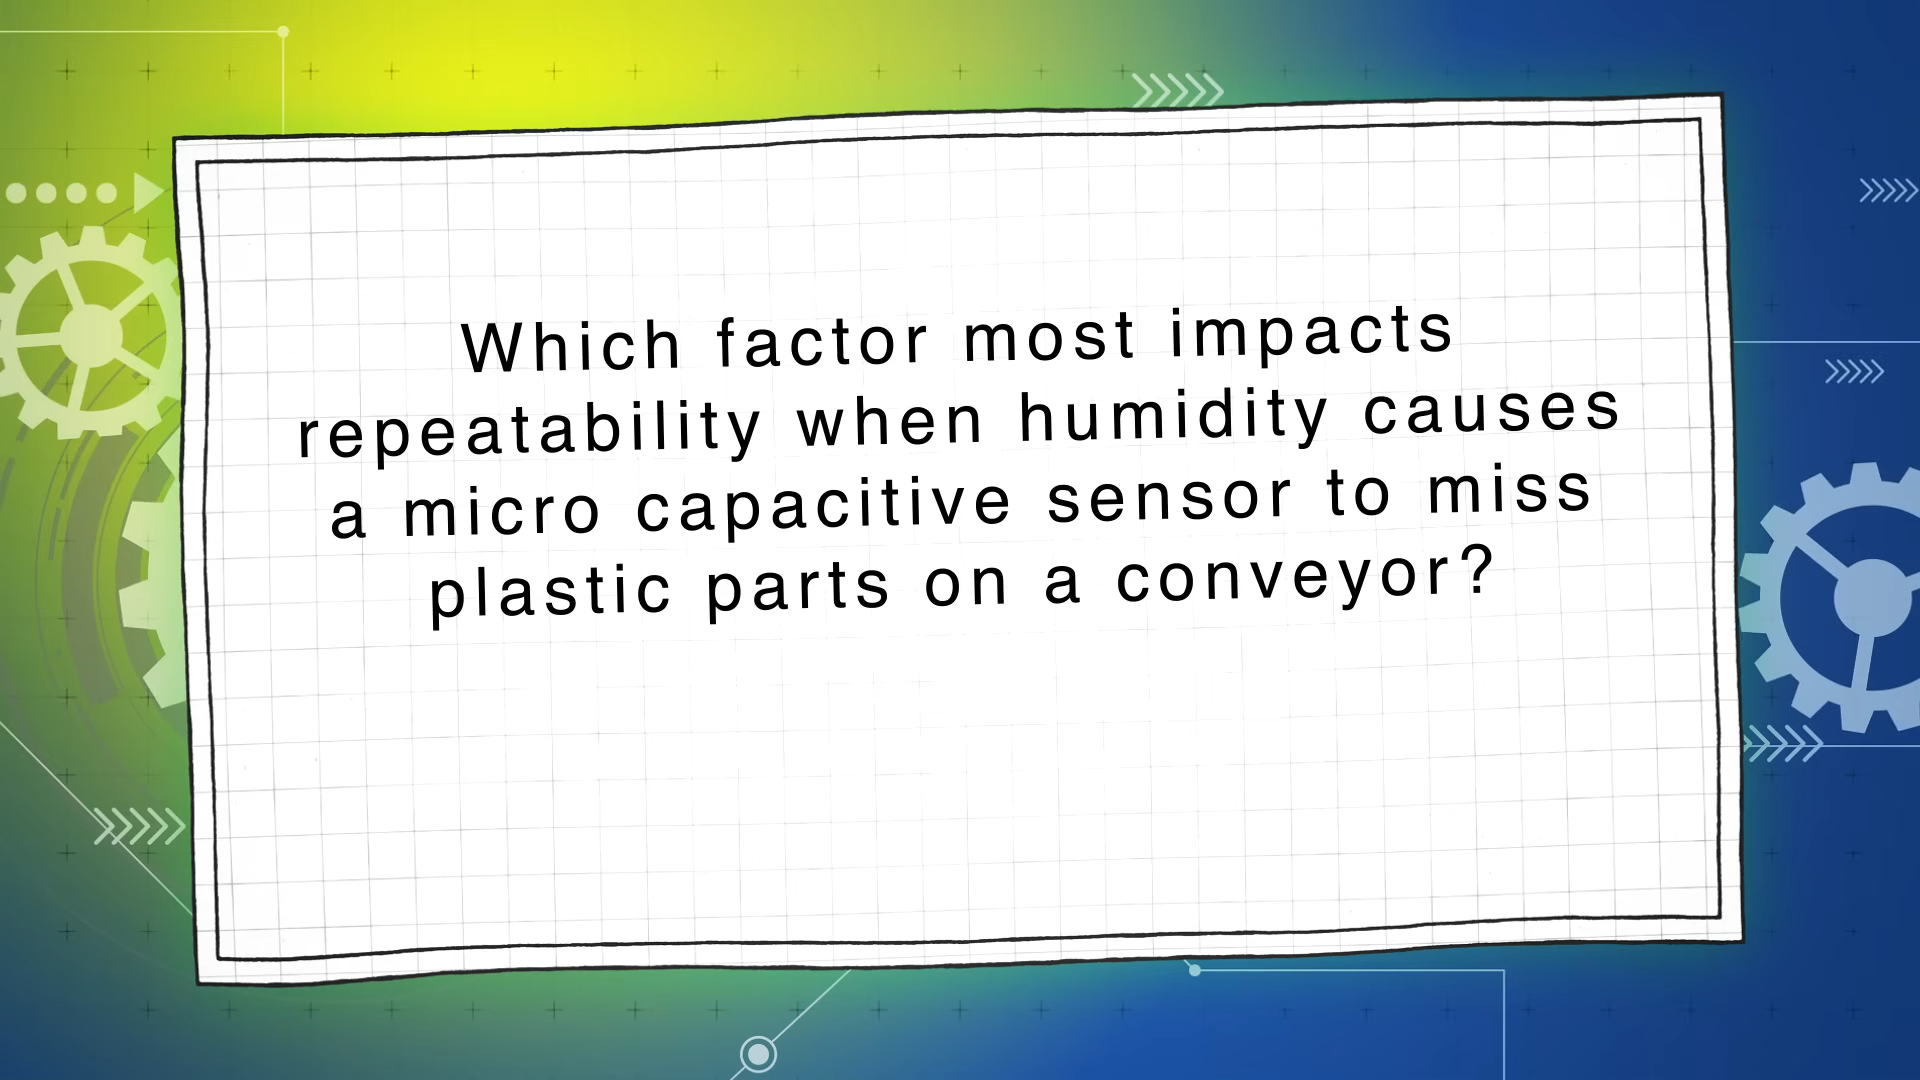 Which factor most impacts
repeatability when humidity causes
a micro capacitive sensor to miss
plastic parts on a conveyor?